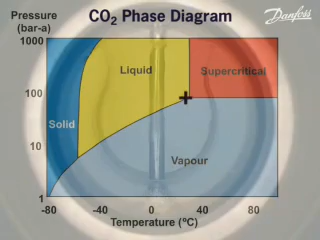 CO2 Phase Diagram
Danfoss
Pressure
(bar-a)
1000
100
10
1
Liquid
Supercritical
Solid
Vapour
-80
-40
0
40
80
Temperature (ºC)